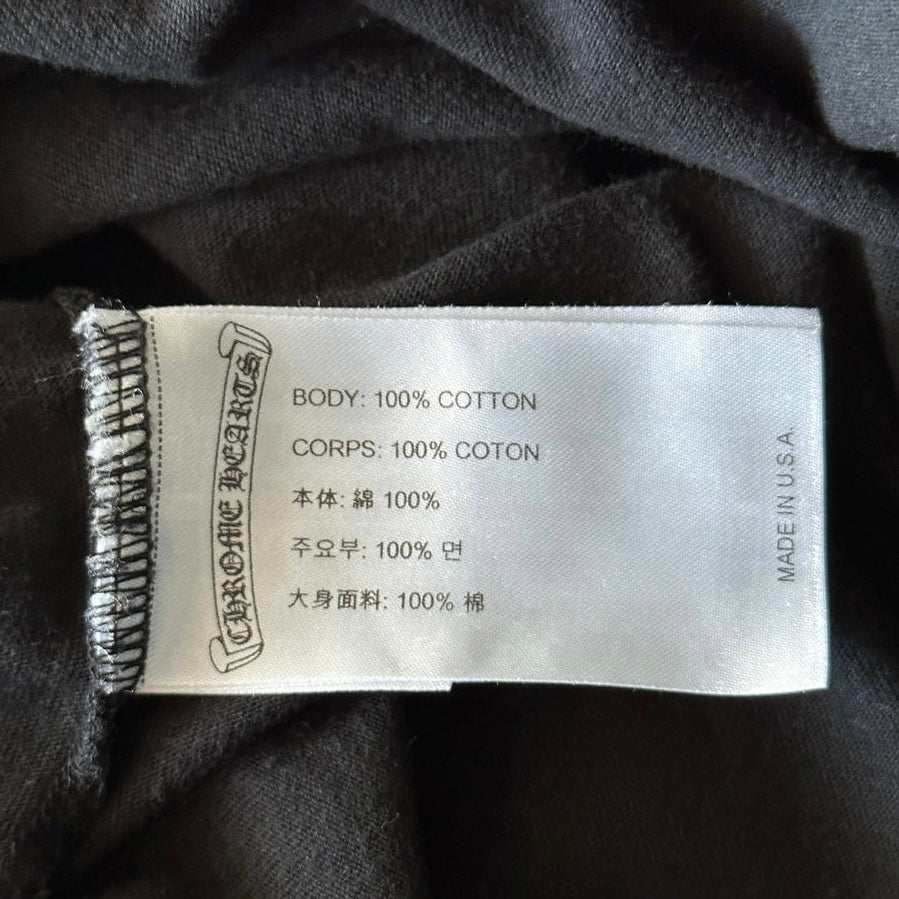 CHROME HEARTS
BODY: 100% COTTON
CORPS: 100% COTON
本体: 綿 100%
주요부: 100% 면
大身面料: 100% 棉
MADE IN U.S.A.